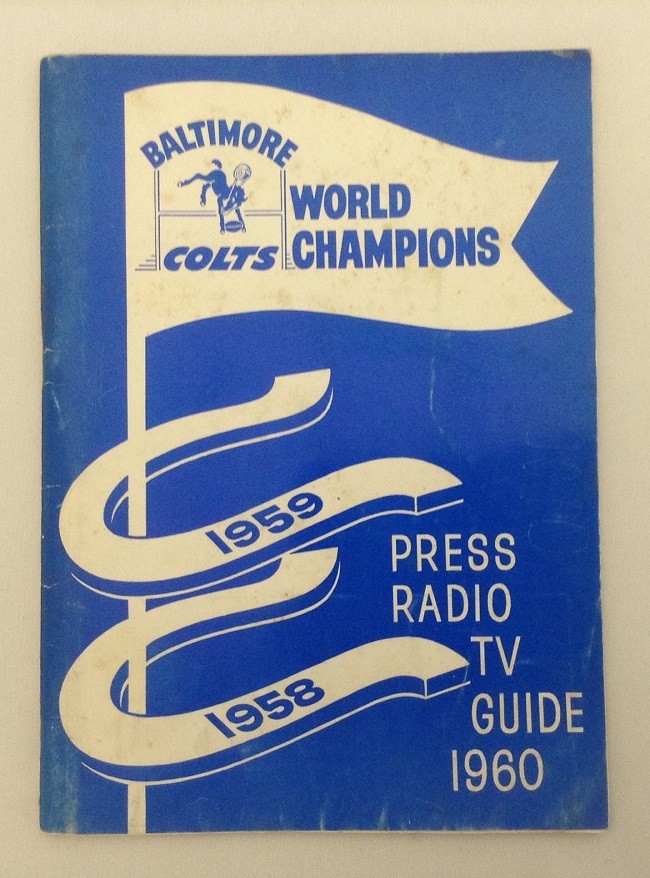 BALTIMORE
COLTS
WORLD
CHAMPIONS
1959
1958
PRESS
RADIO
TV
GUIDE
1960